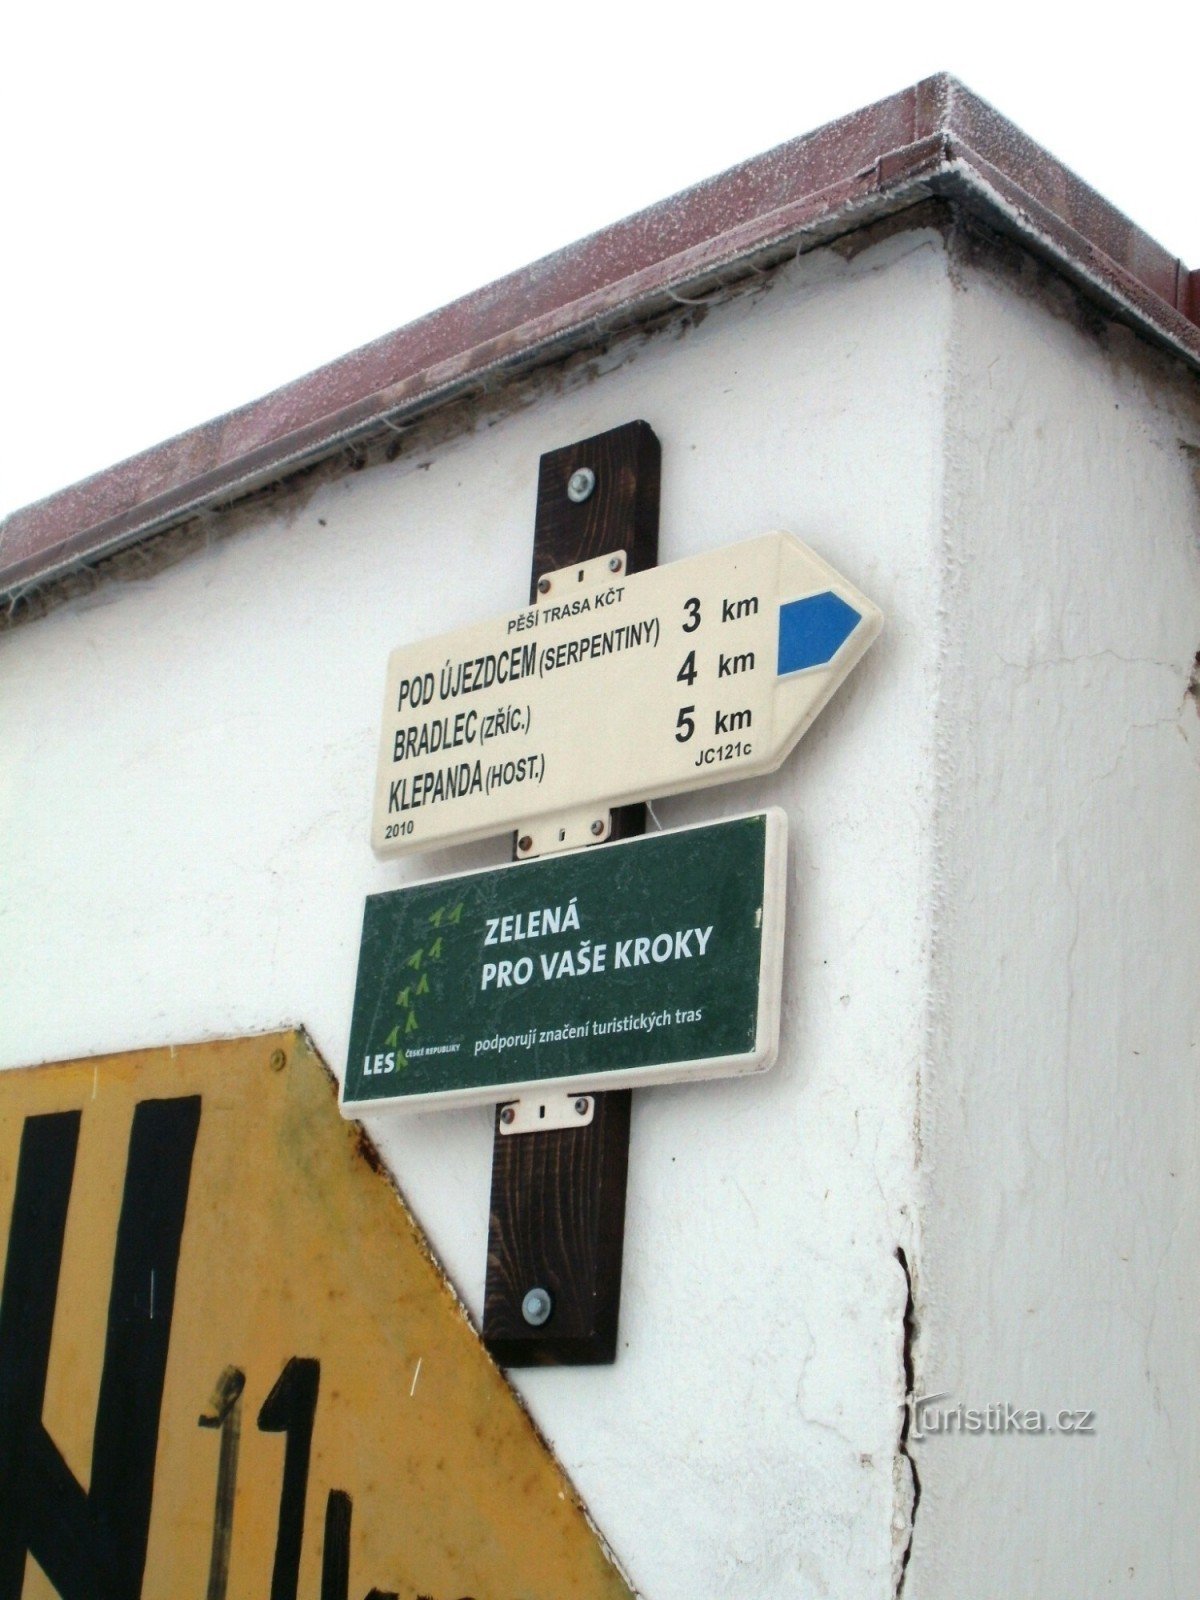 PĚŠÍ TRASA KČT
POD ÚJEZDCEM (SERPENTINY) 3 km
BRADLEC (ZŘÍC.) 4 km
KLEPANDA (HOST.) 5 km
2010 JC121c
ZELENÁ
PRO VAŠE KROKY
LESY ČESKÉ REPUBLIKY podporují značení turistických tras
Turistika.cz